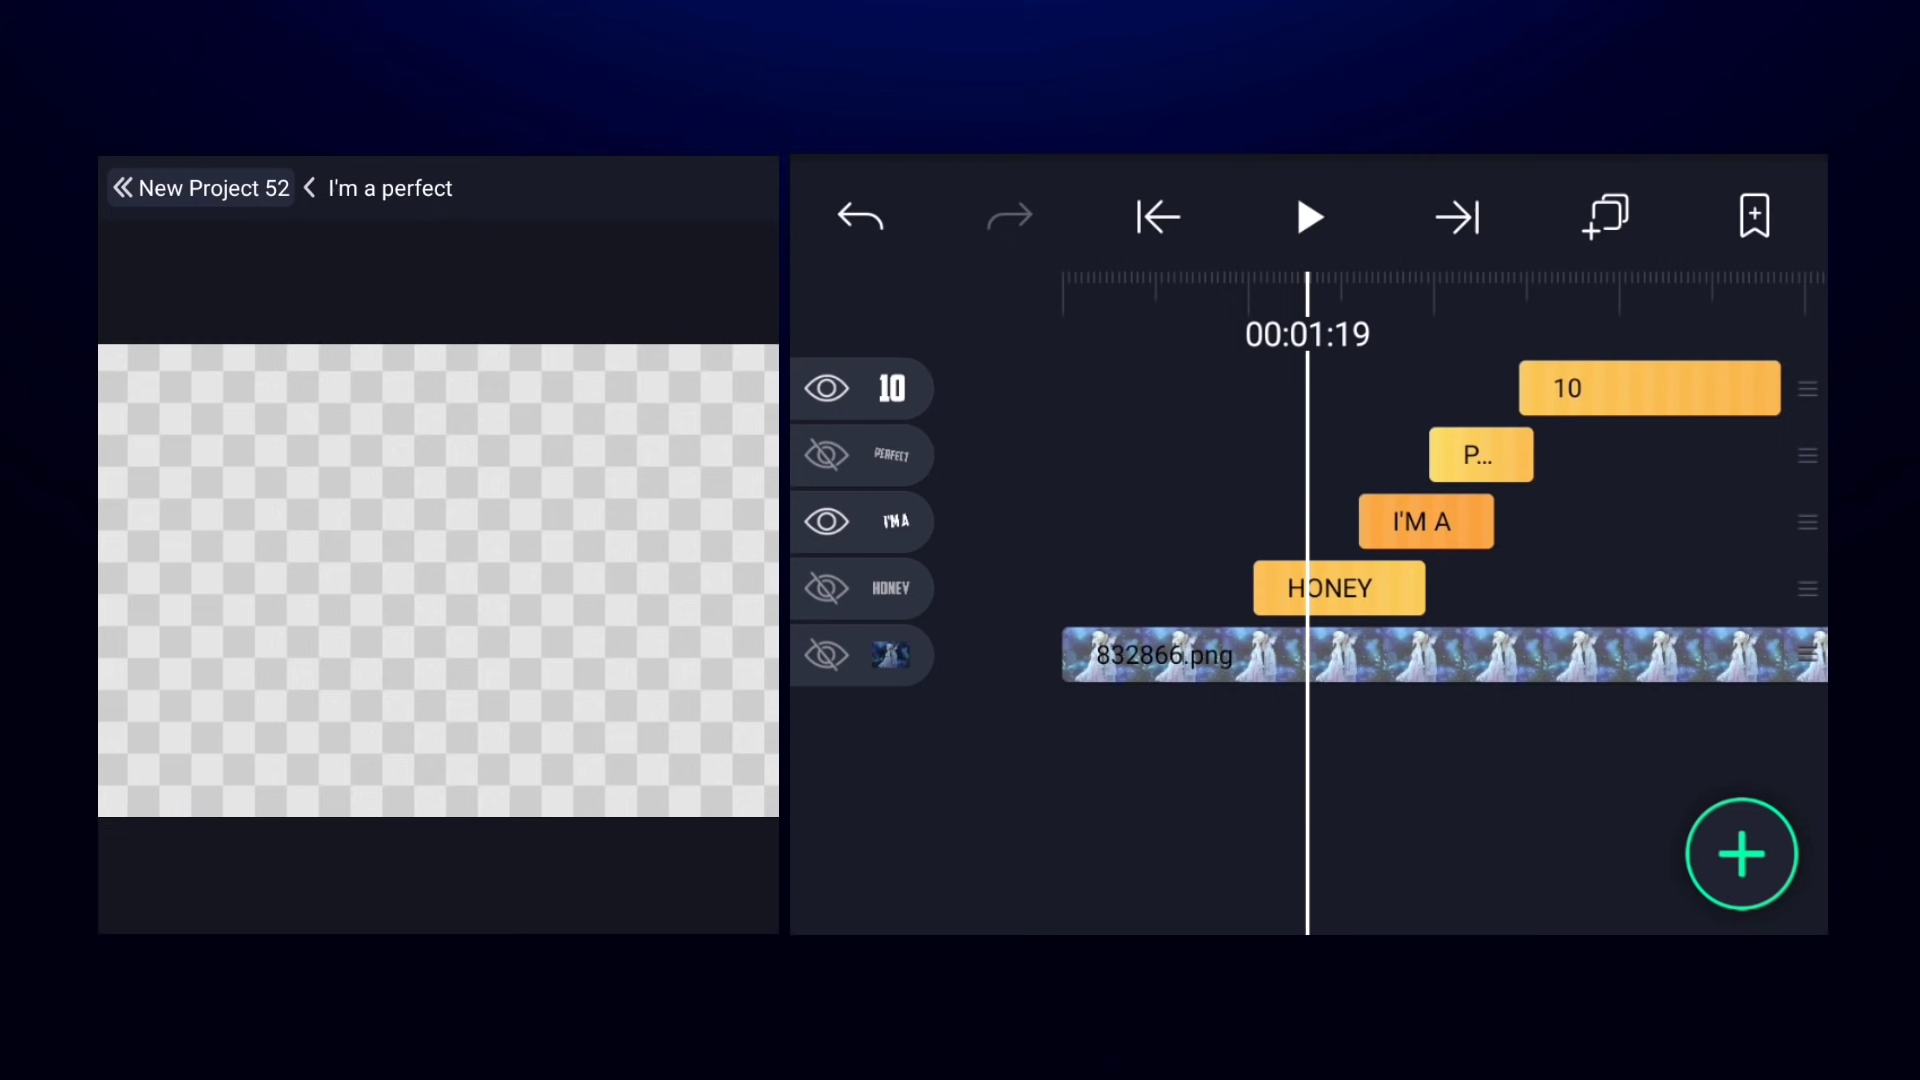 New Project 52
I'm a perfect
00:01:19
10
10
PERFECT
P...
I'M A
I'M A
HONEY
HONEY
832866.png